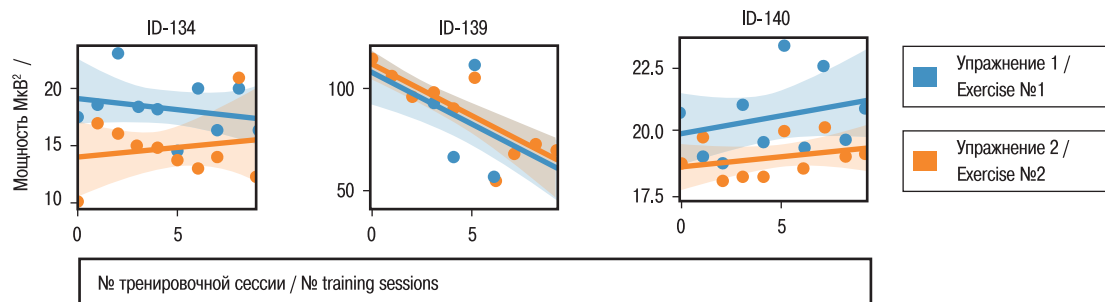 ID-134
ID-139
ID-140
Мощность МкВ² /
20
15
10
0
5
100
50
0
5
22.5
20.0
17.5
0
5
Упражнение 1 /
Exercise №1
Упражнение 2 /
Exercise №2
№ тренировочной сессии / № training sessions